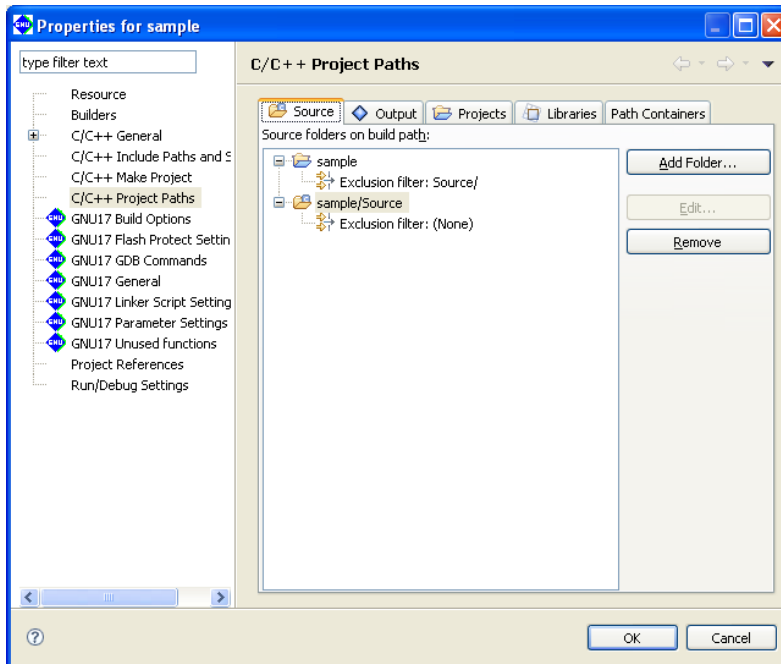 Properties for sample
type filter text
Resource
Builders
C/C++ General
C/C++ Include Paths and S
C/C++ Make Project
C/C++ Project Paths
GNU17 Build Options
GNU17 Flash Protect Settin
GNU17 GDB Commands
GNU17 General
GNU17 Linker Script Setting
GNU17 Parameter Settings
GNU17 Unused functions
Project References
Run/Debug Settings
C/C++ Project Paths
Source Output Projects Libraries Path Containers
Source folders on build path:
sample
Exclusion filter: Source/
sample/Source
Exclusion filter: (None)
Add Folder...
Edit...
Remove
OK Cancel